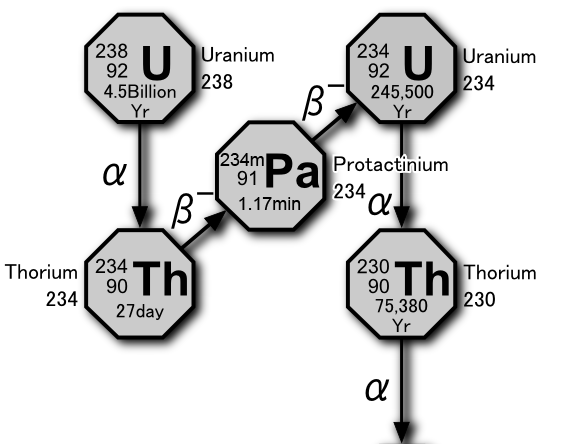 238
92 U
4.5Billion
Yr
Uranium
238
α
234
90 Th
27day
Thorium
234
β−
234m
91 Pa
1.17min
Protactinium
234
β−
234
92 U
245,500
Yr
Uranium
234
α
230
90 Th
75,380
Yr
Thorium
230
α